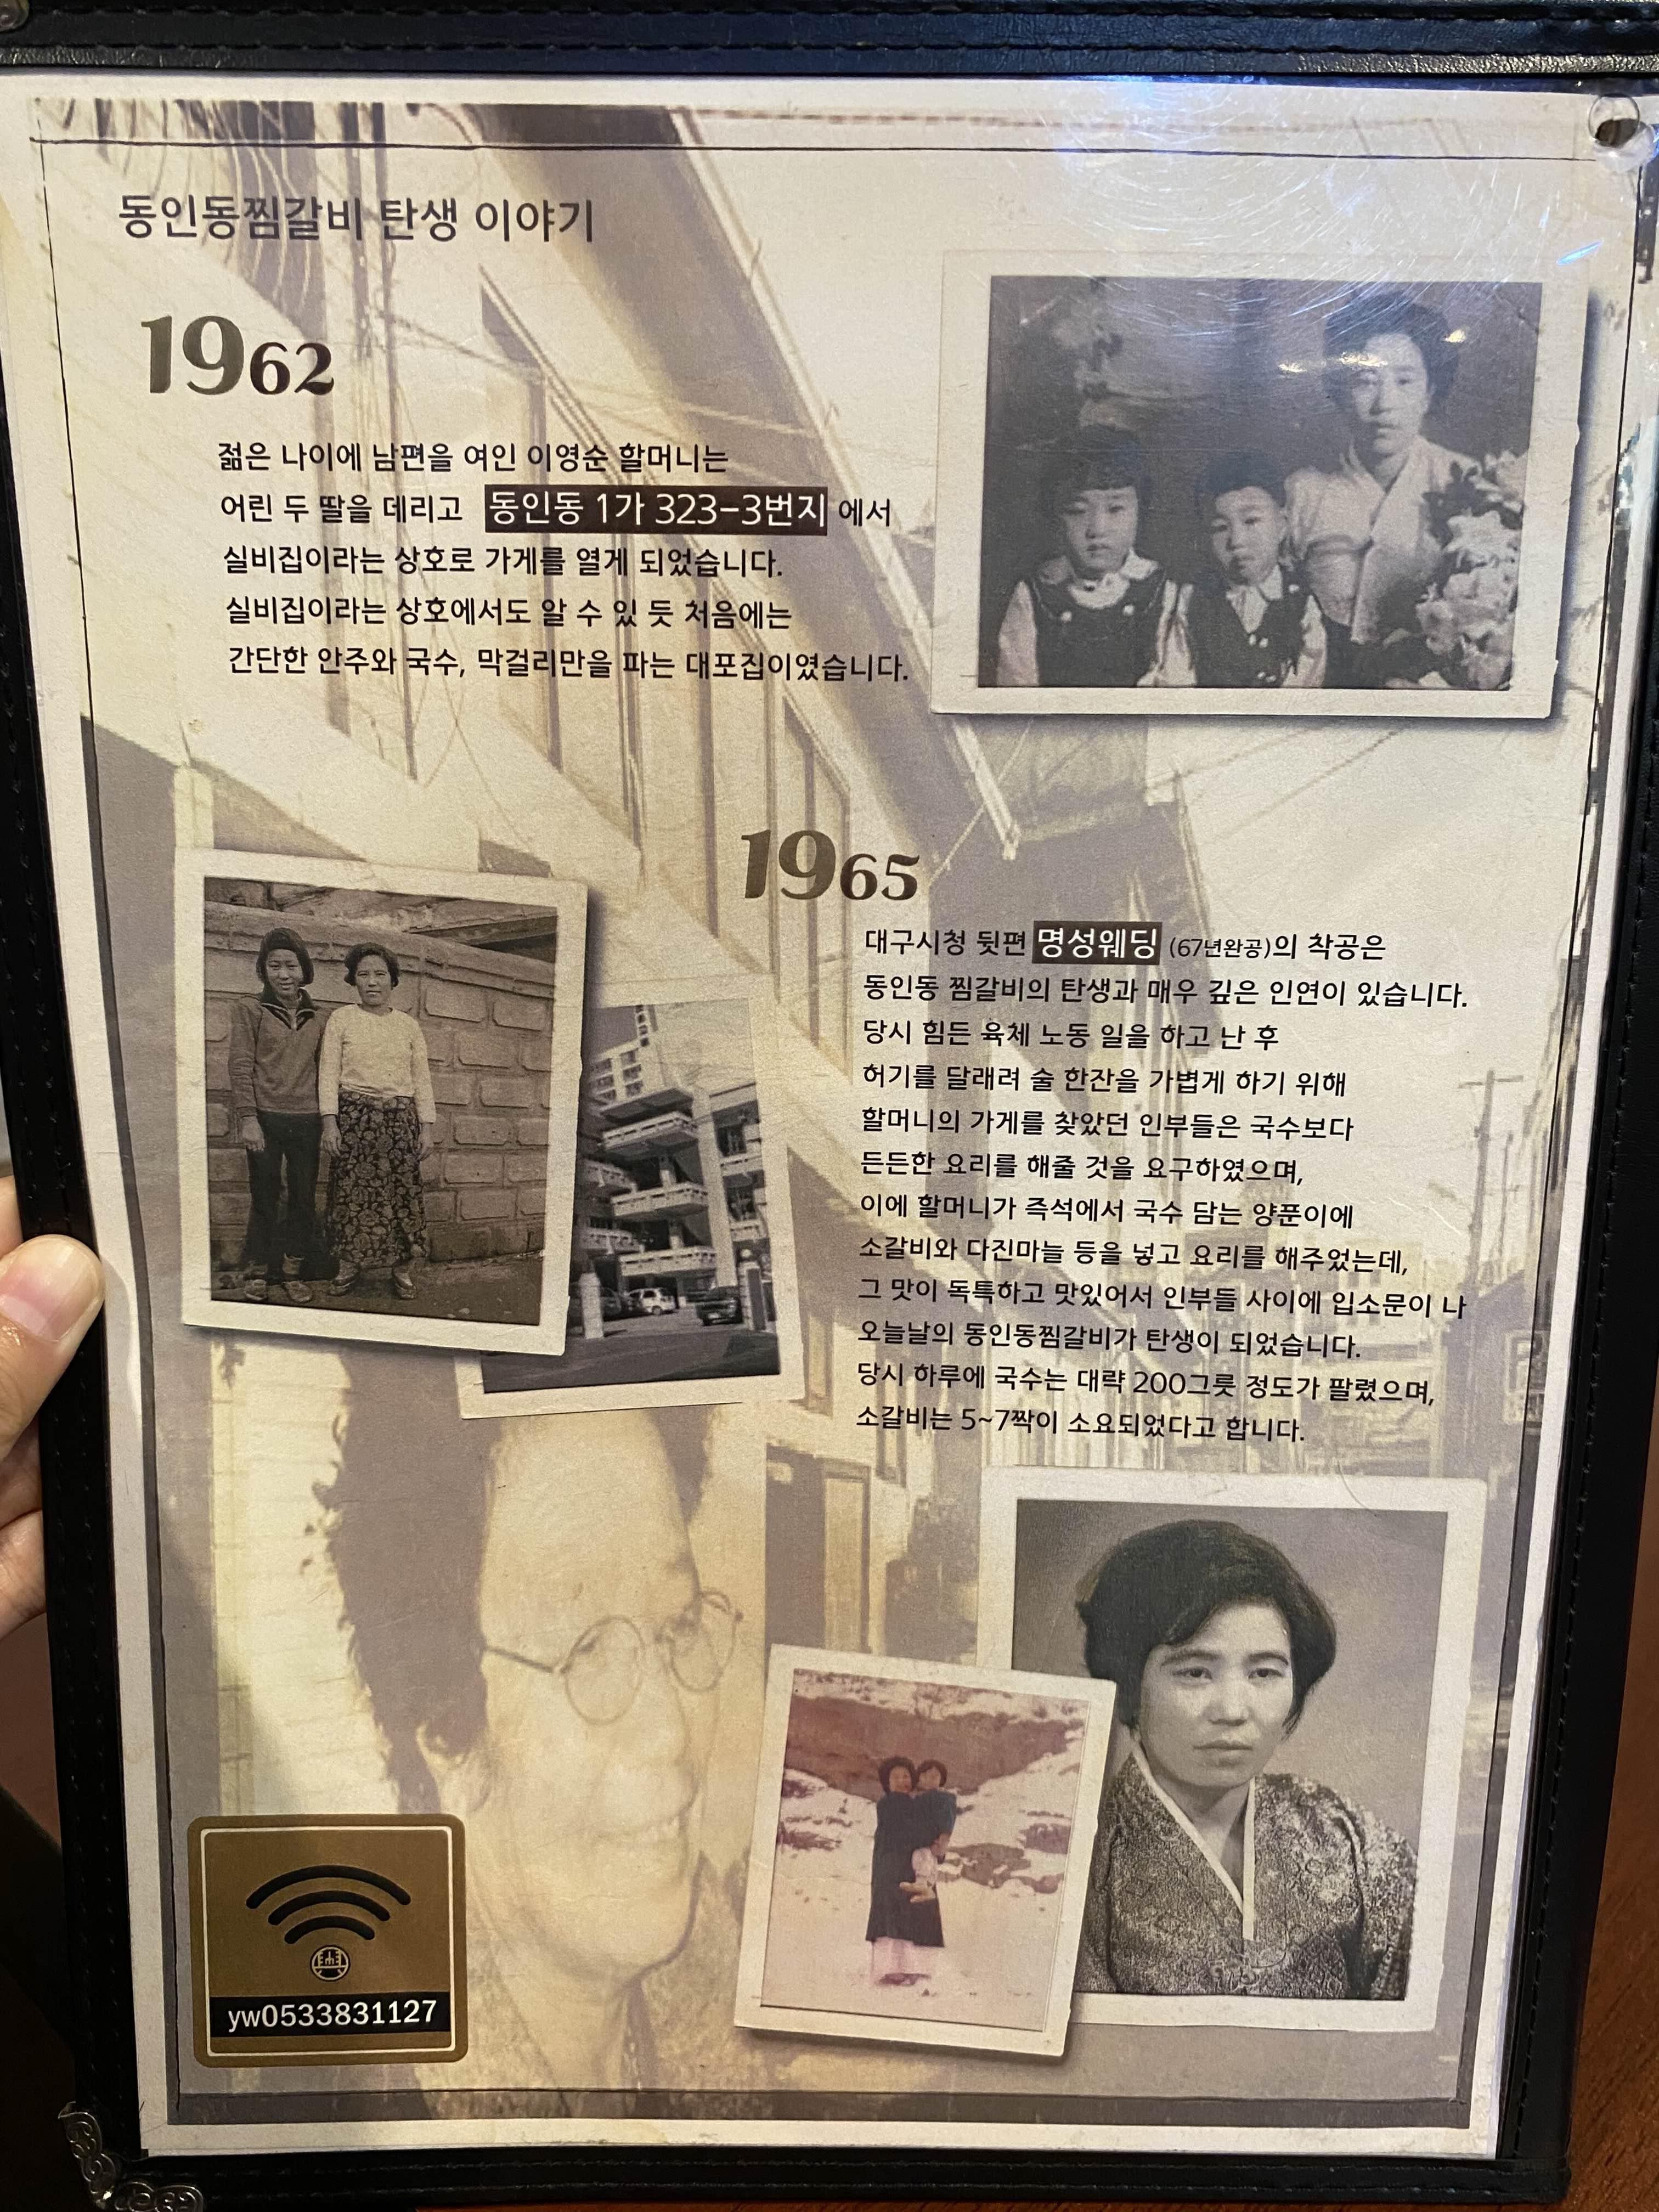 동인동찜갈비 탄생 이야기
1962
젊은 나이에 남편을 여인 이영순 할머니는
어린 두 딸을 데리고 동인동 1가 323-3번지 에서
실비집이라는 상호로 가게를 열게 되었습니다.
실비집이라는 상호에서도 알 수 있 듯 처음에는
간단한 안주와 국수, 막걸리만을 파는 대포집이였습니다.
1965
대구시청 뒷편 명성웨딩 (67년완공)의 착공은
동인동 찜갈비의 탄생과 매우 깊은 인연이 있습니다.
당시 힘든 육체 노동 일을 하고 난 후
허기를 달래려 술 한잔을 가볍게 하기 위해
할머니의 가게를 찾았던 인부들은 국수보다
든든한 요리를 해줄 것을 요구하였으며,
이에 할머니가 즉석에서 국수 담는 양푼이에
소갈비와 다진마늘 등을 넣고 요리를 해주었는데,
그 맛이 독특하고 맛있어서 인부들 사이에 입소문이 나
오늘날의 동인동찜갈비가 탄생이 되었습니다.
당시 하루에 국수는 대략 200그릇 정도가 팔렸으며,
소갈비는 5~7짝이 소요되었다고 합니다.
yw0533831127